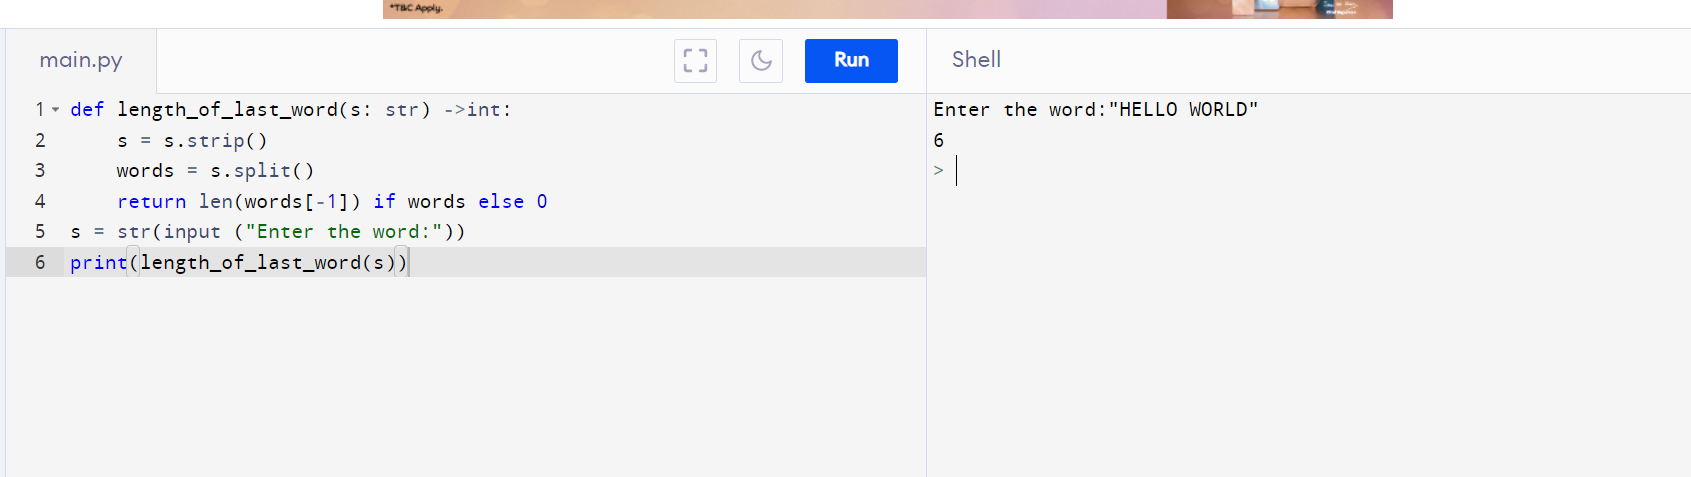 *T&C Apply.
main.py
Run
Shell
1 def length_of_last_word(s: str) ->int:
2 s = s.strip()
3 words = s.split()
4 return len(words[-1]) if words else 0
5 s = str(input ("Enter the word:"))
6 print(length_of_last_word(s))
Enter the word:"HELLO WORLD"
6
>